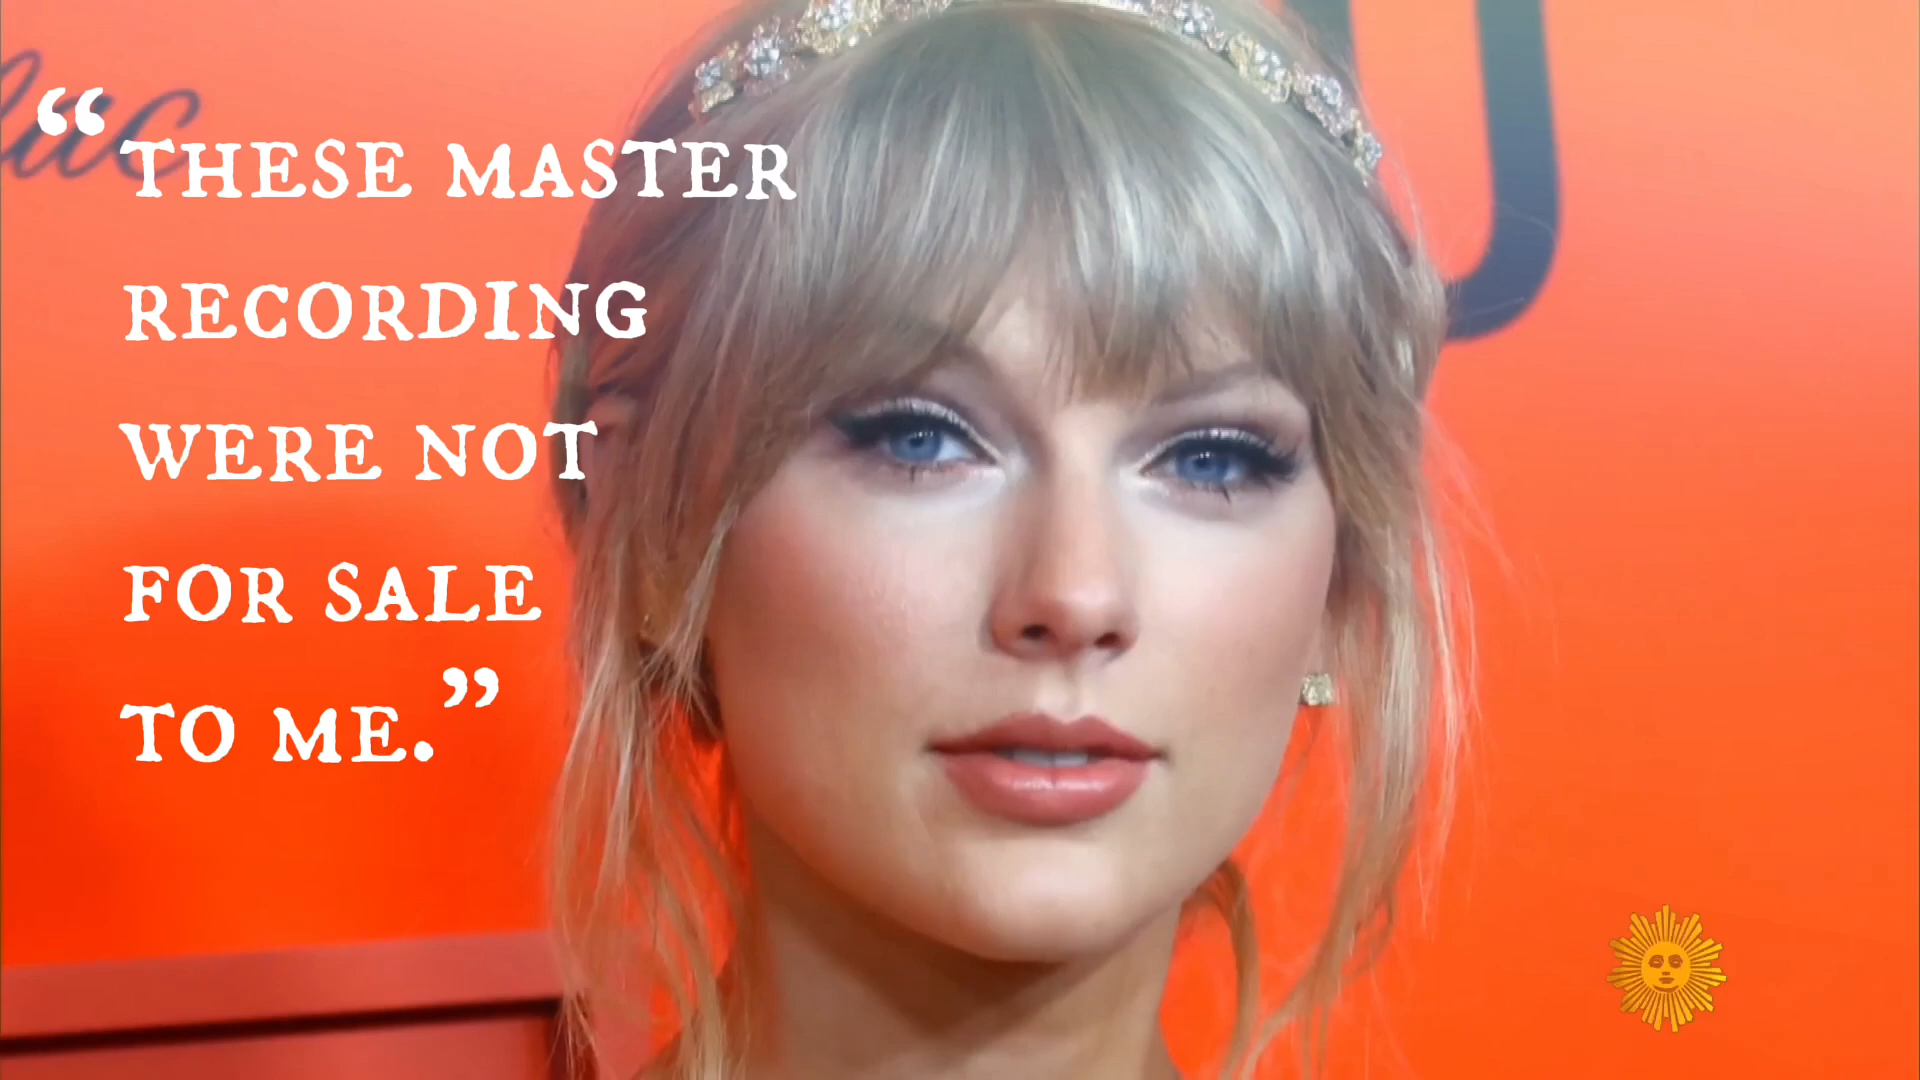 “THESE MASTER
RECORDING
WERE NOT
FOR SALE
TO ME.”